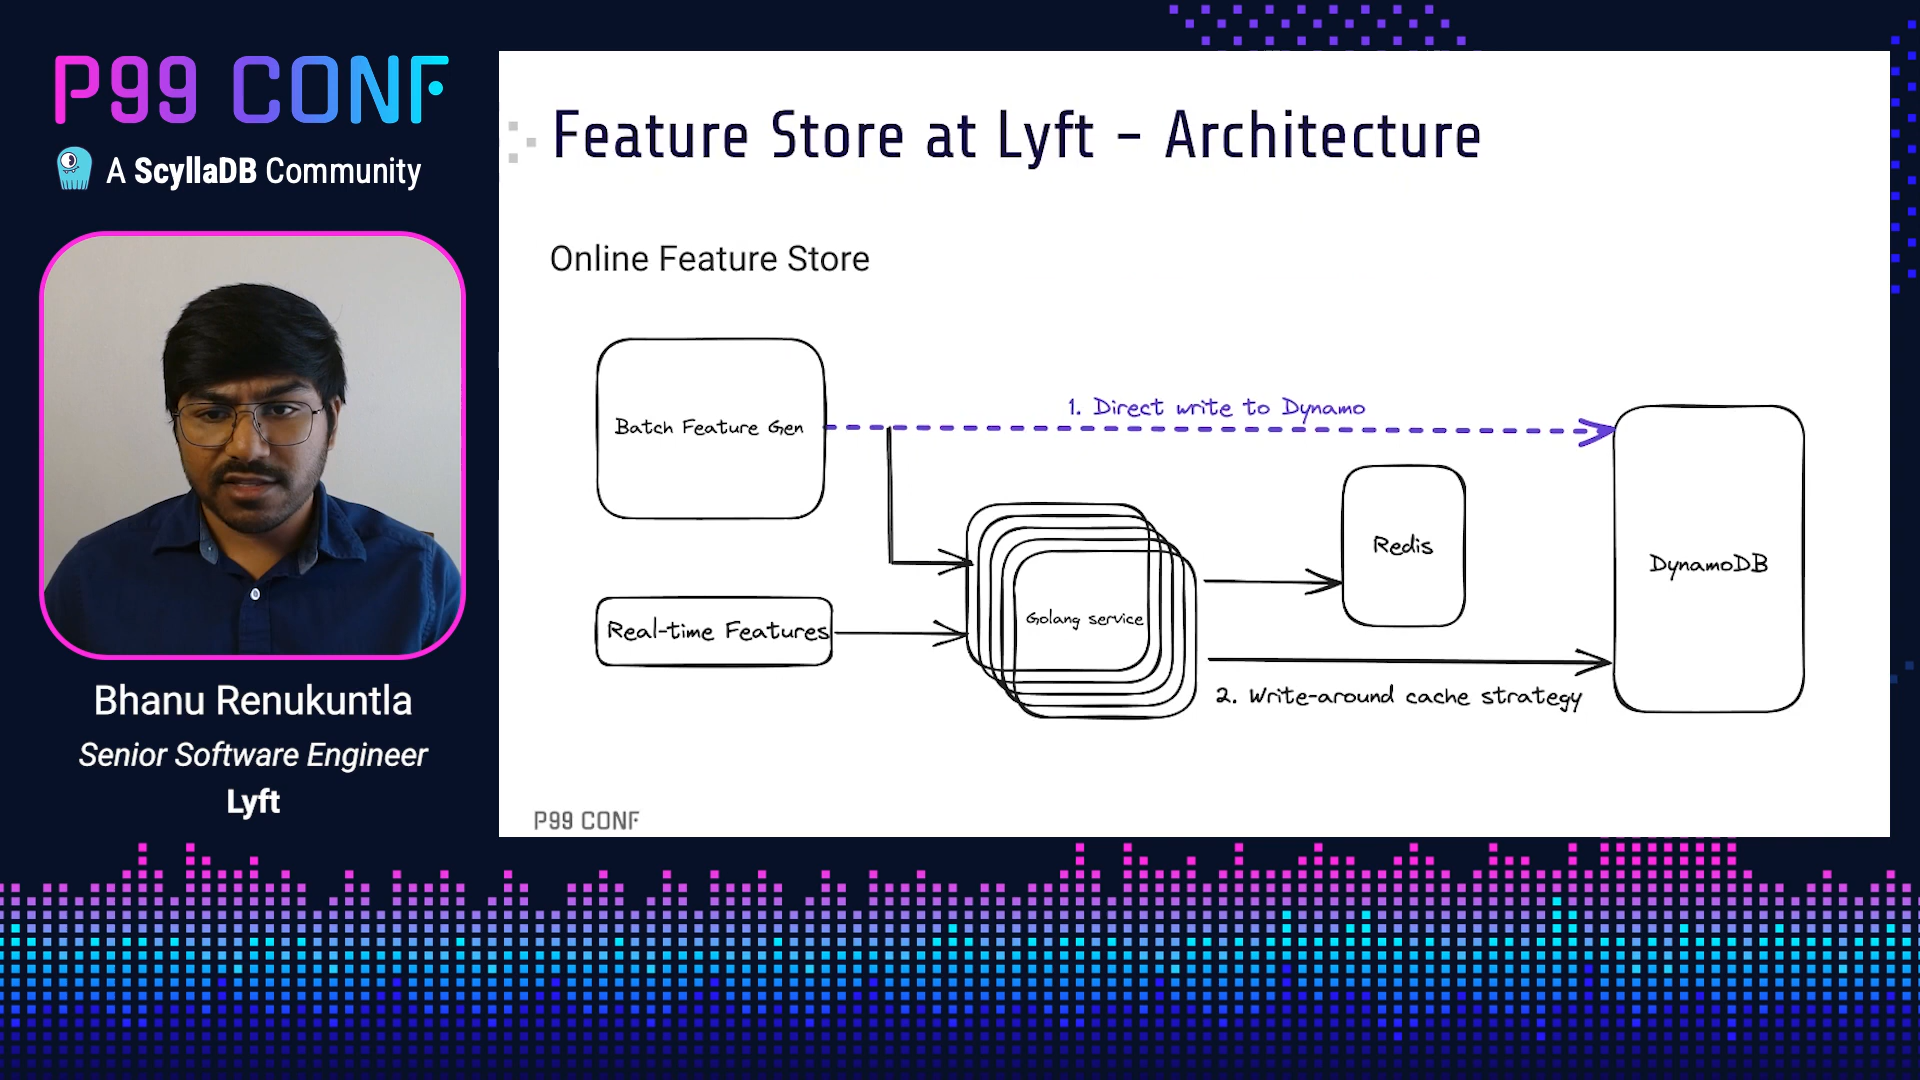 P99 CONF
A ScyllaDB Community
Bhanu Renukuntla
Senior Software Engineer
Lyft
Feature Store at Lyft – Architecture
Online Feature Store
Batch Feature Gen
1. Direct write to Dynamo
Redis
DynamoDB
Real-time Features
Golang service
2. Write-around cache strategy
P99 CONF